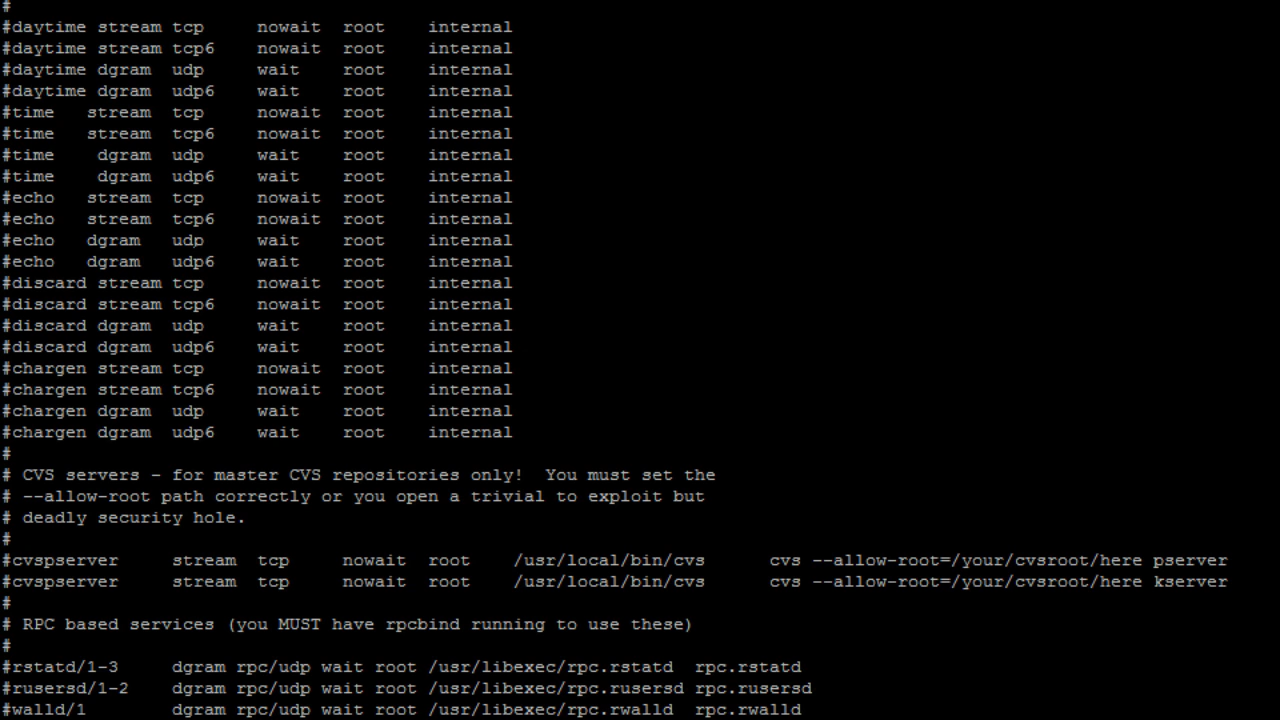 #
#daytime stream tcp     nowait  root    internal
#daytime stream tcp6    nowait  root    internal
#daytime dgram  udp     wait    root    internal
#daytime dgram  udp6    wait    root    internal
#time   stream  tcp     nowait  root    internal
#time   stream  tcp6    nowait  root    internal
#time    dgram  udp     wait    root    internal
#time    dgram  udp6    wait    root    internal
#echo   stream  tcp     nowait  root    internal
#echo   stream  tcp6    nowait  root    internal
#echo   dgram   udp     wait    root    internal
#echo   dgram   udp6    wait    root    internal
#discard stream tcp     nowait  root    internal
#discard stream tcp6    nowait  root    internal
#discard dgram  udp     wait    root    internal
#discard dgram  udp6    wait    root    internal
#chargen stream tcp     nowait  root    internal
#chargen stream tcp6    nowait  root    internal
#chargen dgram  udp     wait    root    internal
#chargen dgram  udp6    wait    root    internal
#
# CVS servers - for master CVS repositories only!  You must set the
# --allow-root path correctly or you open a trivial to exploit but
# deadly security hole.
#
#cvspserver     stream  tcp     nowait  root    /usr/local/bin/cvs      cvs --allow-root=/your/cvsroot/here pserver
#cvspserver     stream  tcp     nowait  root    /usr/local/bin/cvs      cvs --allow-root=/your/cvsroot/here kserver
#
# RPC based services (you MUST have rpcbind running to use these)
#
#rstatd/1-3     dgram rpc/udp wait root /usr/libexec/rpc.rstatd  rpc.rstatd
#rusersd/1-2    dgram rpc/udp wait root /usr/libexec/rpc.rusersd rpc.rusersd
#walld/1        dgram rpc/udp wait root /usr/libexec/rpc.rwalld  rpc.rwalld